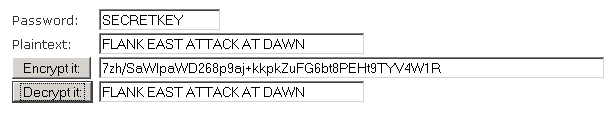 Password: SECRETKEY
Plaintext: FLANK EAST ATTACK AT DAWN
Encrypt it: 7zh/SaWlpaWD268p9aj+kkpkZuFG6bt8PEHt9TYV4W1R
Decrypt it: FLANK EAST ATTACK AT DAWN